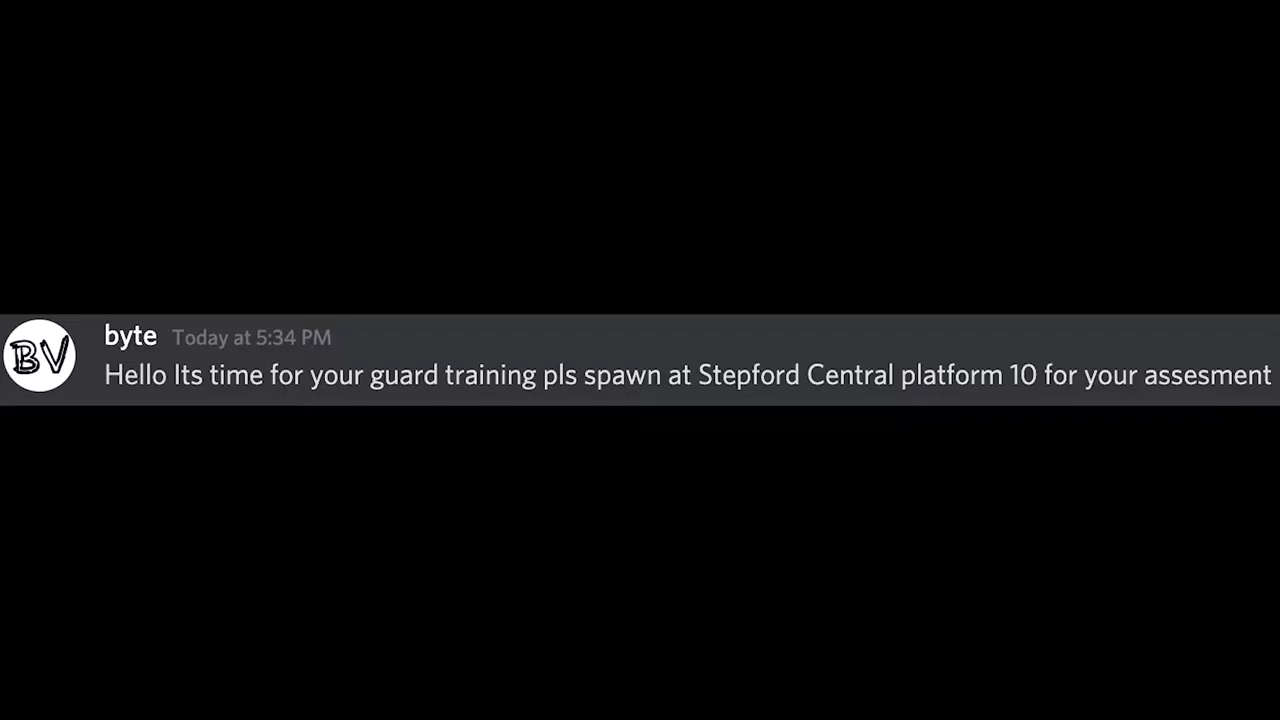 BV
byte Today at 5:34 PM
Hello Its time for your guard training pls spawn at Stepford Central platform 10 for your assesment